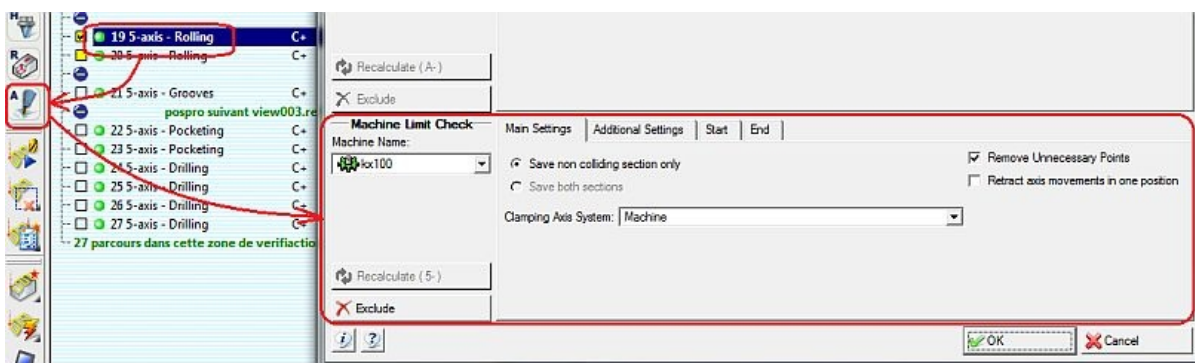 H
19 5-axis - Rolling C+
20 5-axis - Rolling C+
R
A
21 5-axis - Grooves C+
pospro suivant view003.re
22 5-axis - Pocketing C+
23 5-axis - Pocketing C+
24 5-axis - Drilling C+
25 5-axis - Drilling C+
26 5-axis - Drilling C+
27 5-axis - Drilling C+
27 parcours dans cette zone de verifiactio
Recalculate ( A- )
Exclude
Machine Limit Check
Machine Name:
kx100
Main Settings Additional Settings Start End
Save non colliding section only
Save both sections
Remove Unnecessary Points
Retract axis movements in one position
Clamping Axis System: Machine
Recalculate ( 5- )
Exclude
i ?
OK Cancel